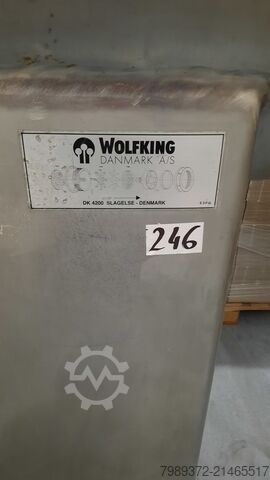 WOLFKING
DANMARK A/S
DK 4200 SLAGELSE - DENMARK
246
7989372-21465517